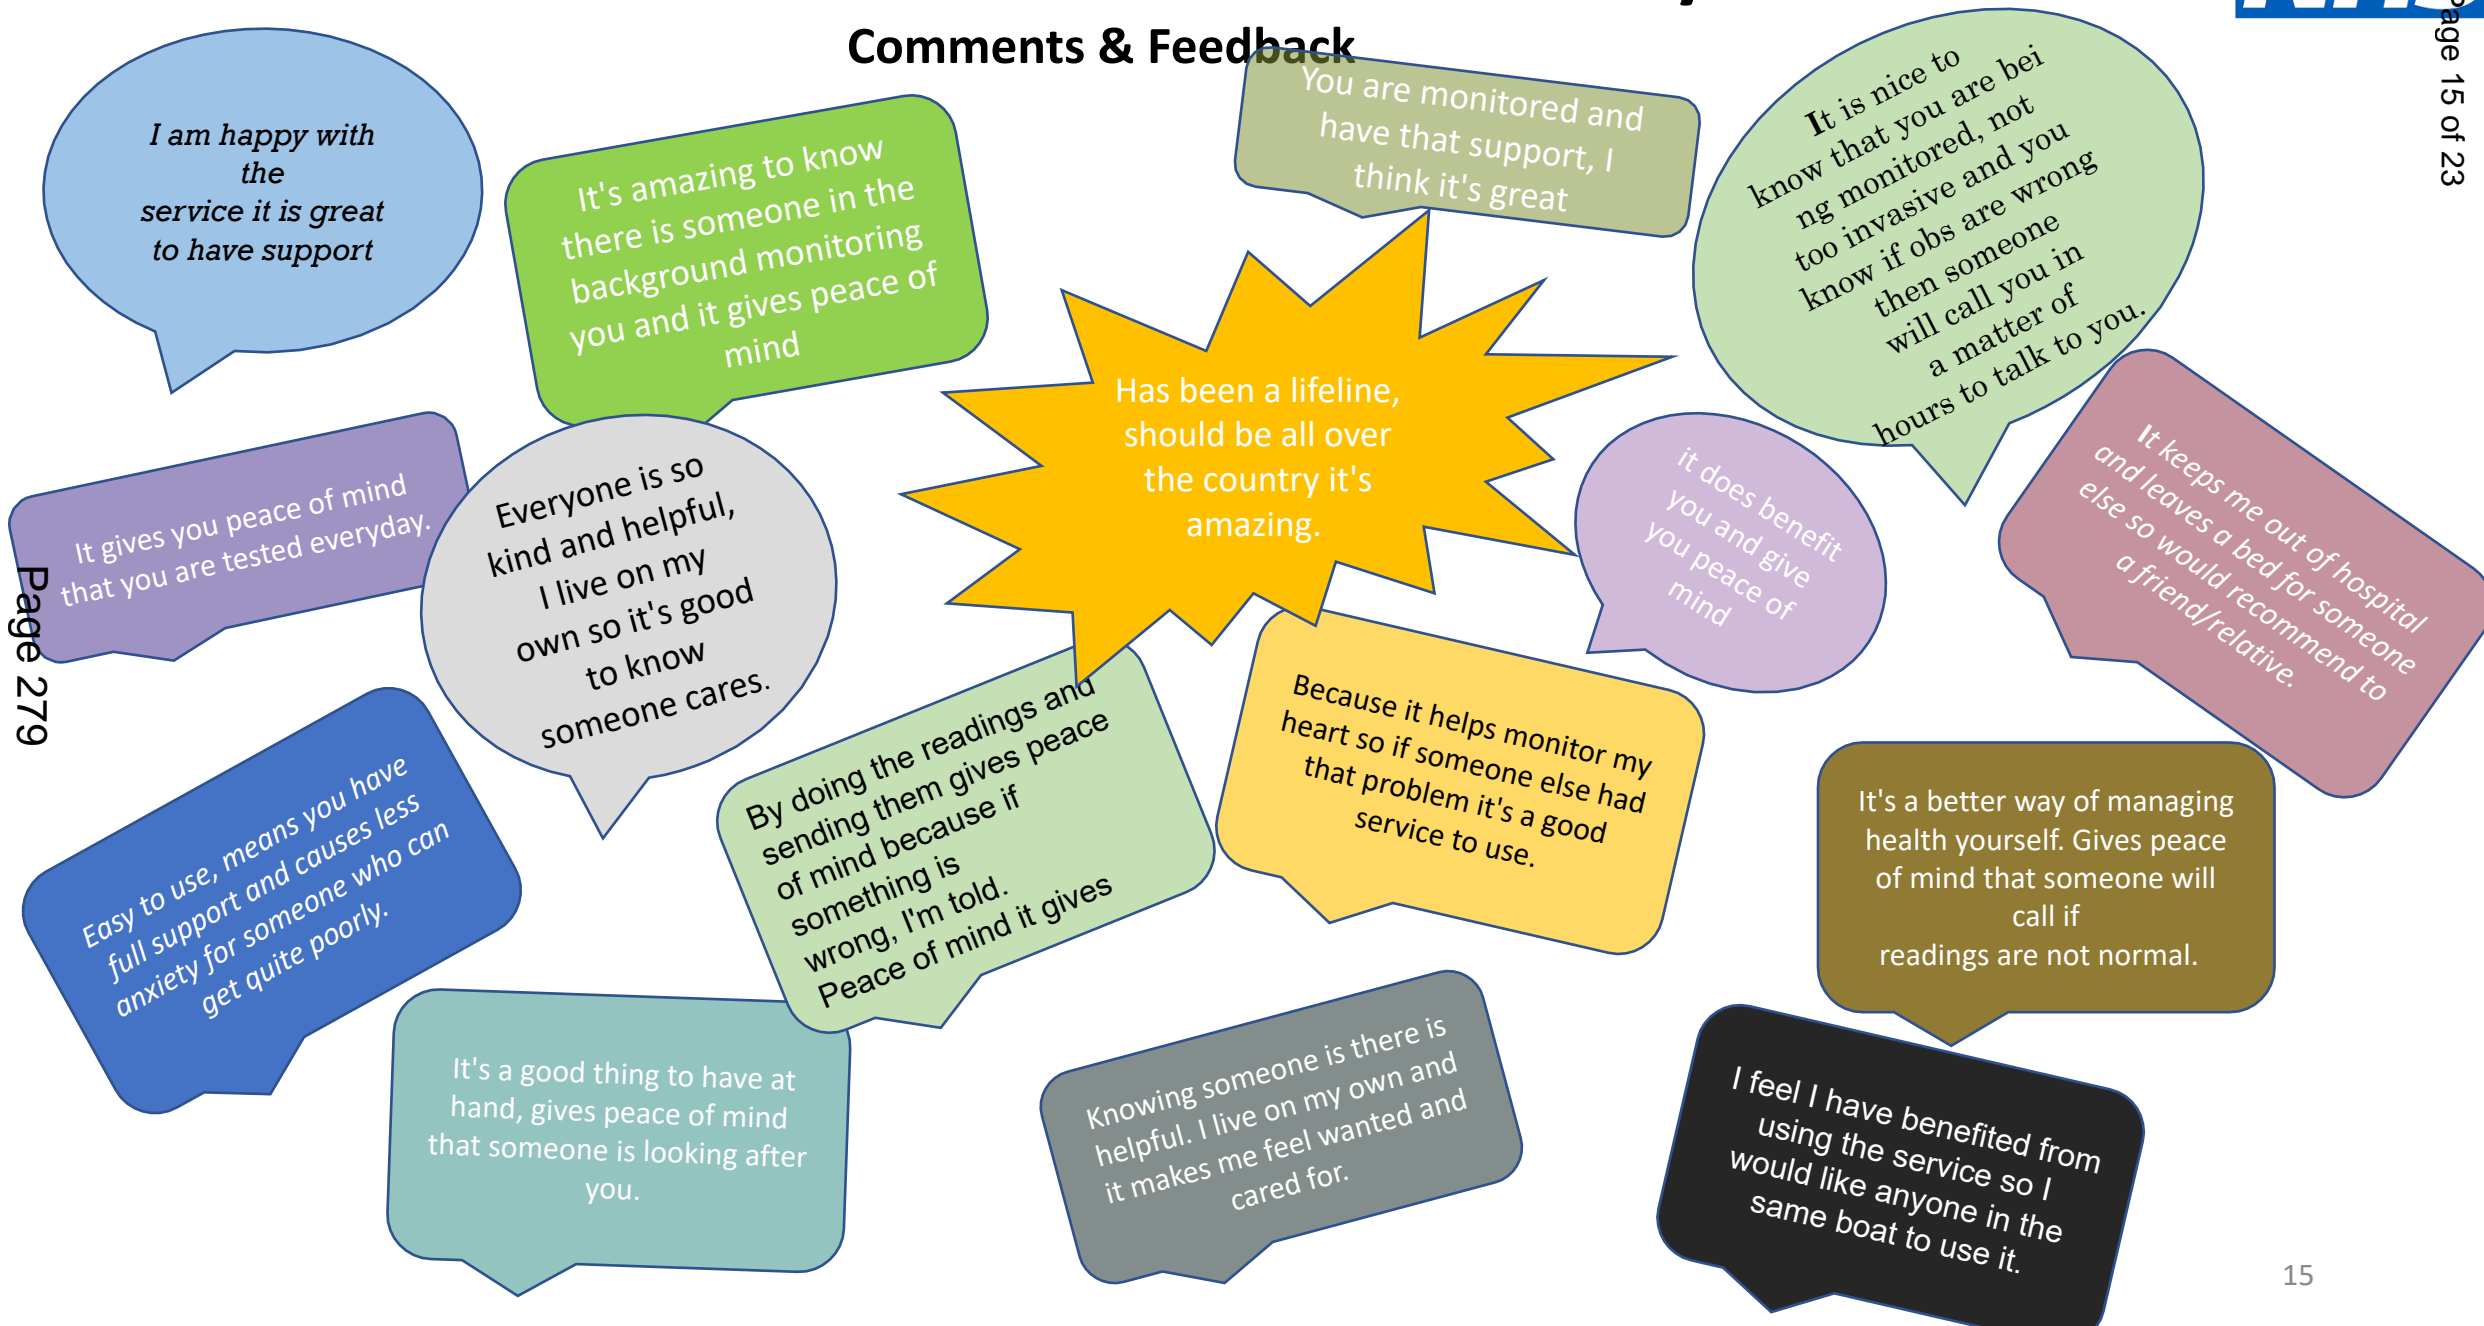 Comments & Feedback
NHS
Page 15 of 23
I am happy with
the
service it is great
to have support
It's amazing to know
there is someone in the
background monitoring
you and it gives peace of
mind
You are monitored and
have that support, I
think it's great
It is nice to
know that you are bei
ng monitored, not
too invasive and you
know if obs are wrong
then someone
will call you in
a matter of
hours to talk to you.
It gives you peace of mind
that you are tested everyday.
Everyone is so
kind and helpful,
I live on my
own so it's good
to know
someone cares.
Has been a lifeline,
should be all over
the country it's
amazing.
it does benefit
you and give
you peace of
mind
It keeps me out of hospital
and leaves a bed for someone
else so would recommend to
a friend/relative.
Page 279
Easy to use, means you have
full support and causes less
anxiety for someone who can
get quite poorly.
By doing the readings and
sending them gives peace
of mind because if
something is
wrong, I'm told.
Peace of mind it gives
Because it helps monitor my
heart so if someone else had
that problem it's a good
service to use.
It's a better way of managing
health yourself. Gives peace
of mind that someone will
call if
readings are not normal.
It's a good thing to have at
hand, gives peace of mind
that someone is looking after
you.
Knowing someone is there is
helpful. I live on my own and
it makes me feel wanted and
cared for.
I feel I have benefited from
using the service so I
would like anyone in the
same boat to use it.
15